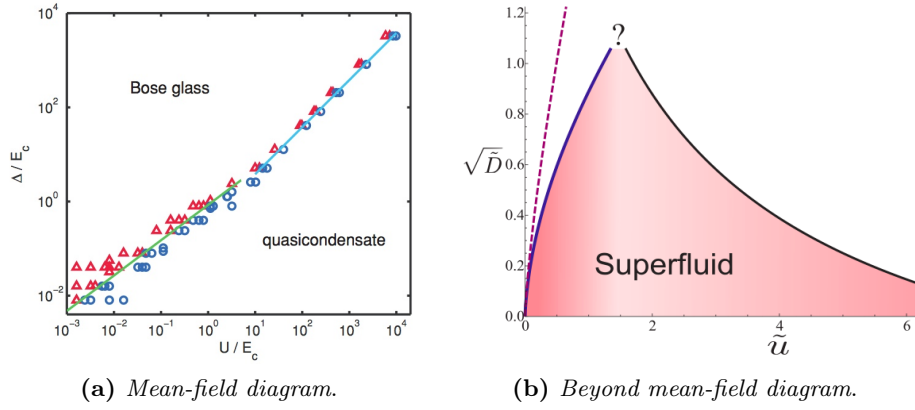 Bose glass
quasicondensate
Δ / E_c
10^4
10^2
10^0
10^-2
10^-3 10^-2 10^-1 10^0 10^1 10^2 10^3 10^4
U / E_c
(a) Mean-field diagram.
?
Superfluid
√D̃
1.2
1.0
0.8
0.6
0.4
0.2
0.0
0 2 4 6
ũ
(b) Beyond mean-field diagram.